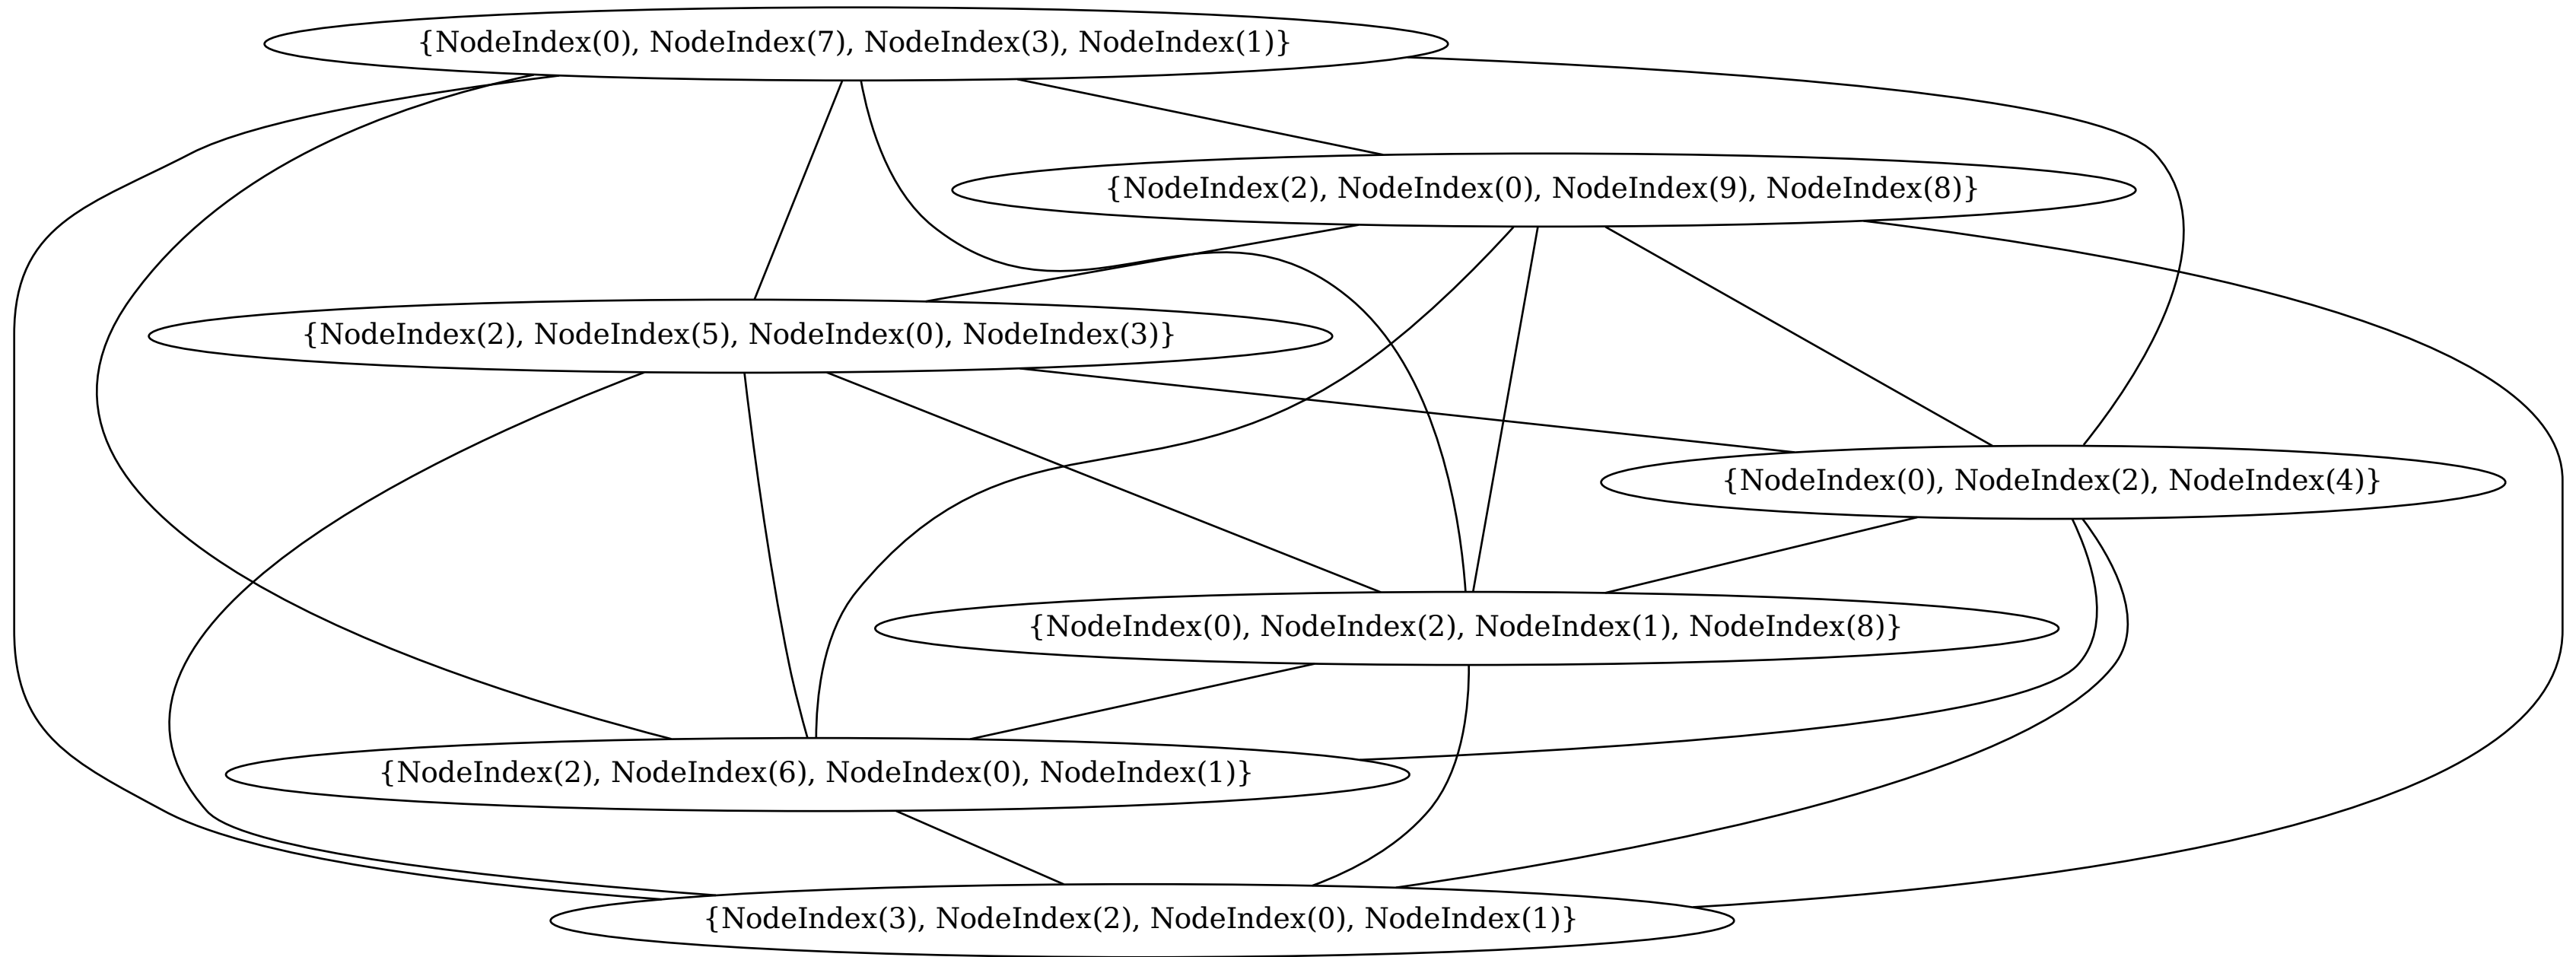 {NodeIndex(0), NodeIndex(7), NodeIndex(3), NodeIndex(1)}
{NodeIndex(2), NodeIndex(0), NodeIndex(9), NodeIndex(8)}
{NodeIndex(2), NodeIndex(5), NodeIndex(0), NodeIndex(3)}
{NodeIndex(0), NodeIndex(2), NodeIndex(4)}
{NodeIndex(0), NodeIndex(2), NodeIndex(1), NodeIndex(8)}
{NodeIndex(2), NodeIndex(6), NodeIndex(0), NodeIndex(1)}
{NodeIndex(3), NodeIndex(2), NodeIndex(0), NodeIndex(1)}